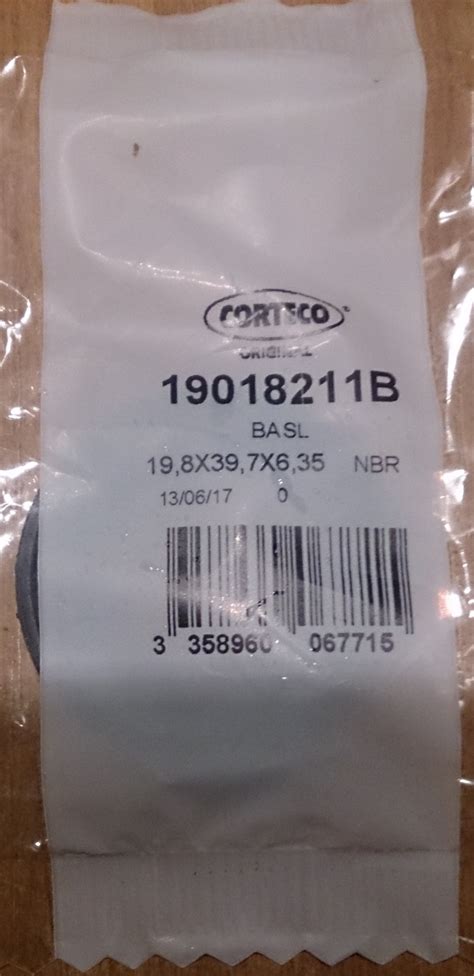 CORTECO
ORIGINAL
19018211B
BASL
19,8X39,7X6,35 NBR
13/06/17 0
3 358960 067715